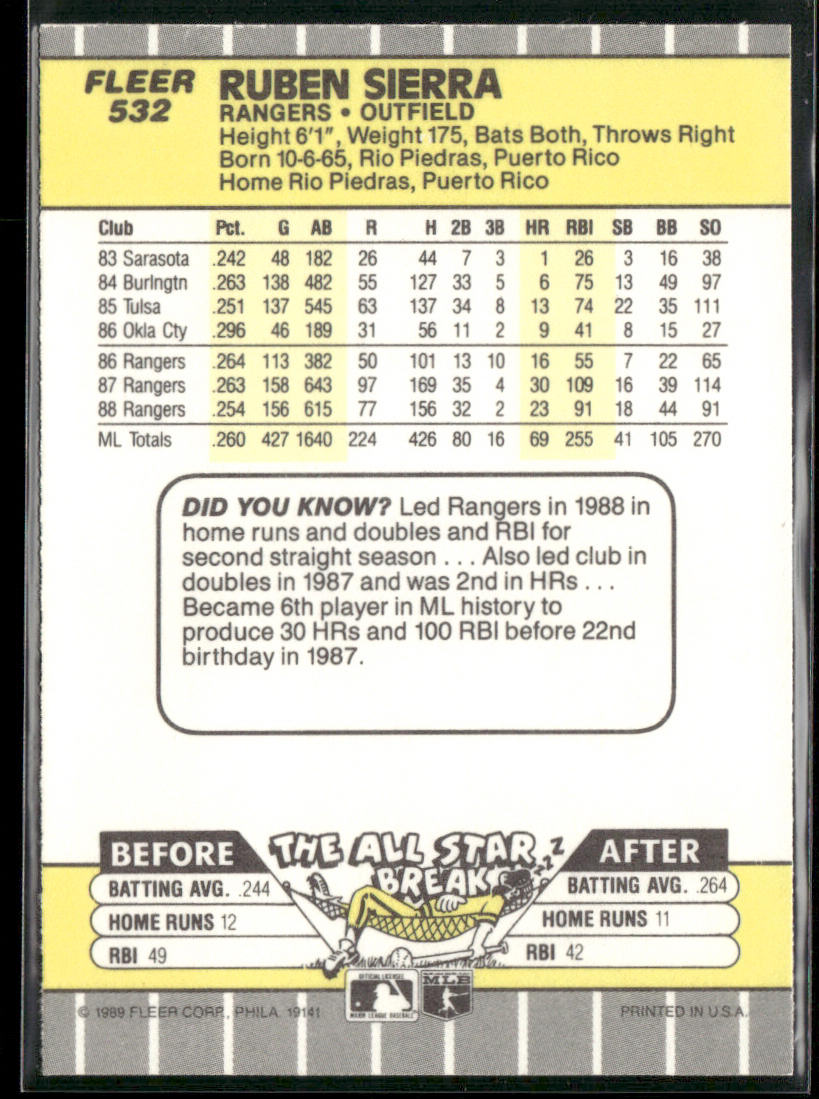 FLEER
532
RUBEN SIERRA
RANGERS • OUTFIELD
Height 6'1", Weight 175, Bats Both, Throws Right
Born 10-6-65, Rio Piedras, Puerto Rico
Home Rio Piedras, Puerto Rico
Club Pct. G AB R H 2B 3B HR RBI SB BB SO
83 Sarasota .242 48 182 26 44 7 3 1 26 3 16 38
84 Burlngtn .263 138 482 55 127 33 5 6 75 13 49 97
85 Tulsa .251 137 545 63 137 34 8 13 74 22 35 111
86 Okla Cty .296 46 189 31 56 11 2 9 41 8 15 27
86 Rangers .264 113 382 50 101 13 10 16 55 7 22 65
87 Rangers .263 158 643 97 169 35 4 30 109 16 39 114
88 Rangers .254 156 615 77 156 32 2 23 91 18 44 91
ML Totals .260 427 1640 224 426 80 16 69 255 41 105 270
DID YOU KNOW? Led Rangers in 1988 in
home runs and doubles and RBI for
second straight season . . . Also led club in
doubles in 1987 and was 2nd in HRs . . .
Became 6th player in ML history to
produce 30 HRs and 100 RBI before 22nd
birthday in 1987.
BEFORE THE ALL STAR BREAK zzZ AFTER
BATTING AVG. .244 BATTING AVG. .264
HOME RUNS 12 HOME RUNS 11
RBI 49 RBI 42
OFFICIAL LICENSEE
MAJOR LEAGUE BASEBALL
MLB
© 1989 FLEER CORP., PHILA. 19141 PRINTED IN U.S.A.